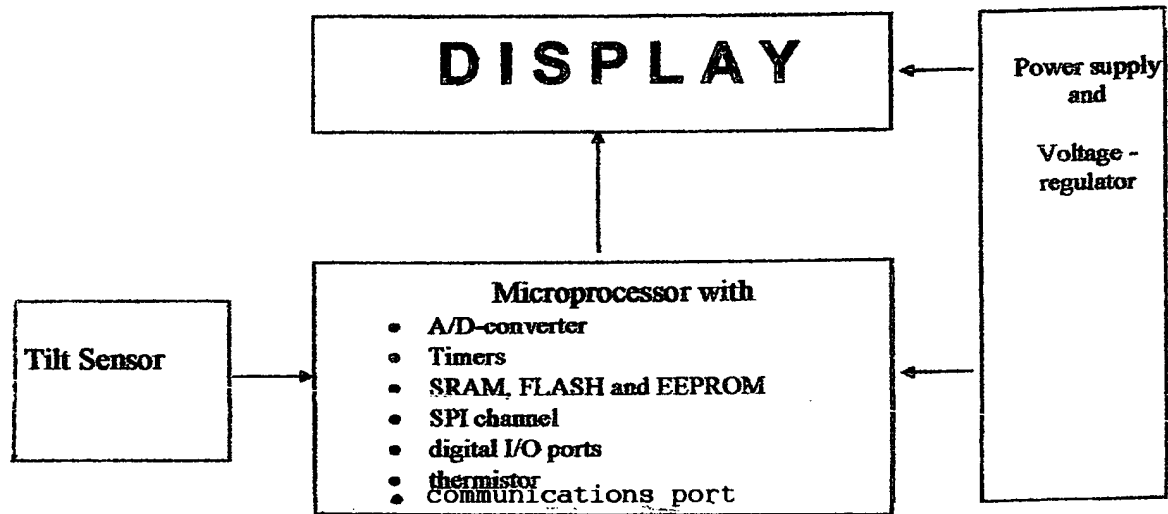 DISPLAY
Power supply
and
Voltage -
regulator
Tilt Sensor
Microprocessor with
• A/D-converter
• Timers
• SRAM, FLASH and EEPROM
• SPI channel
• digital I/O ports
• thermistor
• communications port